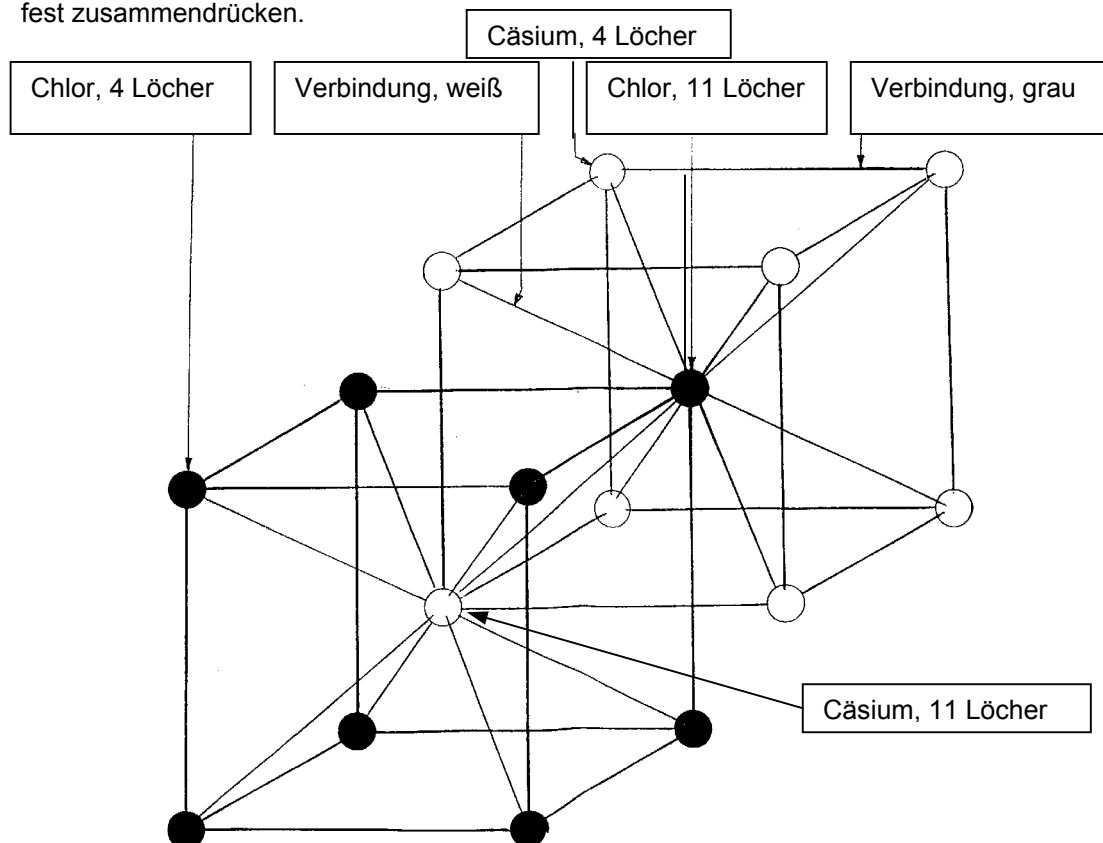 fest zusammendrücken.
Cäsium, 4 Löcher
Chlor, 4 Löcher
Verbindung, weiß
Chlor, 11 Löcher
Verbindung, grau
Cäsium, 11 Löcher